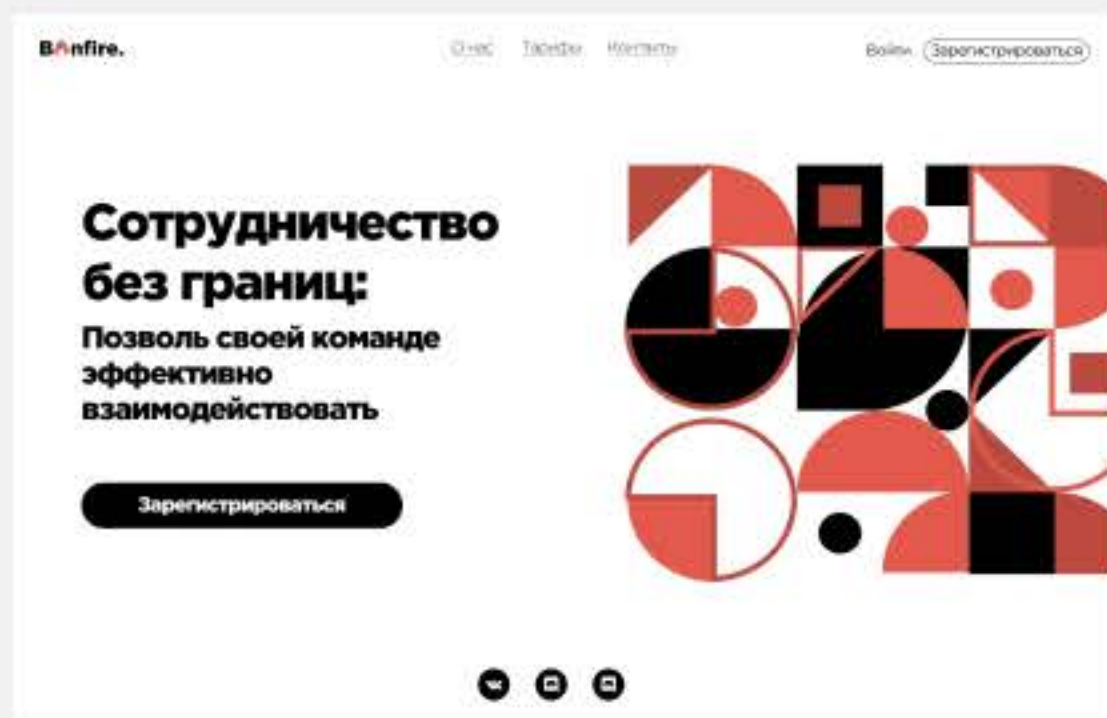 B nfire.
О нас Тарифы Контакты
Войти Зарегистрироваться
Сотрудничество
без границ:
Позволь своей команде
эффективно
взаимодействовать
Зарегистрироваться